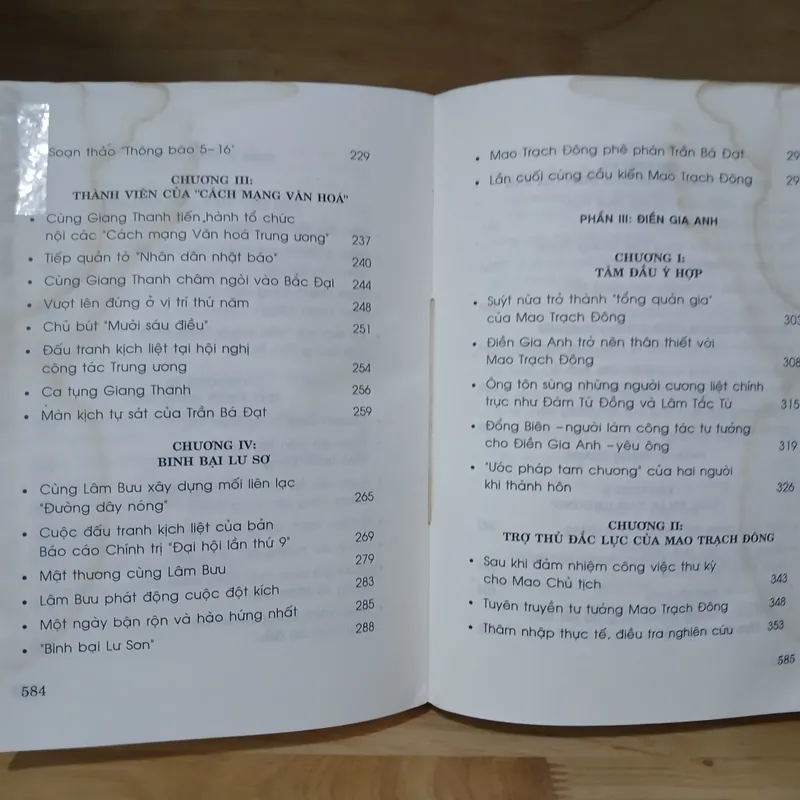 Soạn thảo "Thông báo 5-16" 229
CHƯƠNG III:
THÀNH VIÊN CỦA "CÁCH MẠNG VĂN HOÁ"
• Cùng Giang Thanh tiến hành tổ chức
nội các "Cách mạng Văn hoá Trung ương" 237
• Tiếp quản tờ "Nhân dân nhật báo" 240
• Cùng Giang Thanh châm ngòi vào Bắc Đại 244
• Vượt lên đứng ở vị trí thứ năm 248
• Chủ bút "Mười sáu điều" 251
• Đấu tranh kịch liệt tại hội nghị
công tác Trung ương 254
• Ca tụng Giang Thanh 256
• Màn kịch tự sát của Trần Bá Đạt 259
CHƯƠNG IV:
BINH BẠI LƯ SƠ
• Cùng Lâm Bưu xây dựng mối liên lạc
"Đường dây nóng" 265
• Cuộc đấu tranh kịch liệt của bản
Báo cáo Chính trị "Đại hội lần thứ 9" 269
• Mật thương cùng Lâm Bưu 279
• Lâm Bưu phát động cuộc đột kích 283
• Một ngày bận rộn và hào hứng nhất 285
• "Binh bại Lư Sơn" 288
584
• Mao Trạch Đông phê phán Trần Bá Đạt 29
• Lần cuối cùng cầu kiến Mao Trạch Đông 29
PHẦN III: ĐIỀN GIA ANH
CHƯƠNG I:
TÂM ĐẦU Ý HỢP
• Suýt nữa trở thành "tổng quản gia"
của Mao Trạch Đông 303
• Điền Gia Anh trở nên thân thiết với
Mao Trạch Đông 308
• Ông tôn sùng những người cương liệt chính
trực như Đàm Tử Đồng và Lâm Tắc Từ 315
• Đổng Biên - người làm công tác tư tưởng
cho Điền Gia Anh - yêu ông 319
• "Ước pháp tam chương" của hai người
khi thành hôn 326
CHƯƠNG II:
TRỢ THỦ ĐẮC LỰC CỦA MAO TRẠCH ĐÔNG
• Sau khi đảm nhiệm công việc thư ký
cho Mao Chủ tịch 343
• Tuyên truyền tư tưởng Mao Trạch Đông 348
• Thâm nhập thực tế, điều tra nghiên cứu 353
585